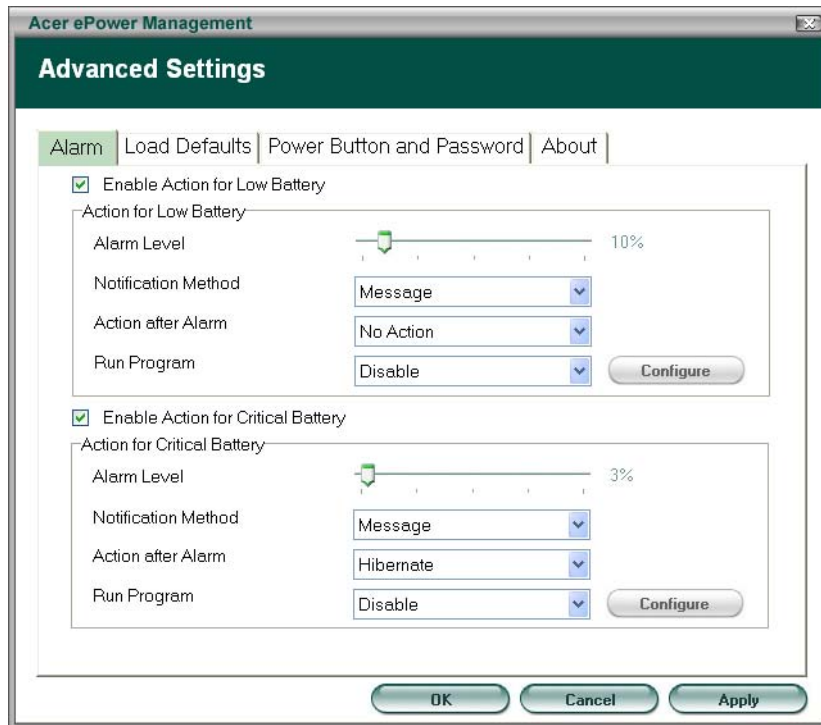 Acer ePower Management
Advanced Settings
Alarm Load Defaults Power Button and Password About
Enable Action for Low Battery
Action for Low Battery
Alarm Level 10%
Notification Method Message
Action after Alarm No Action
Run Program Disable Configure
Enable Action for Critical Battery
Action for Critical Battery
Alarm Level 3%
Notification Method Message
Action after Alarm Hibernate
Run Program Disable Configure
OK Cancel Apply